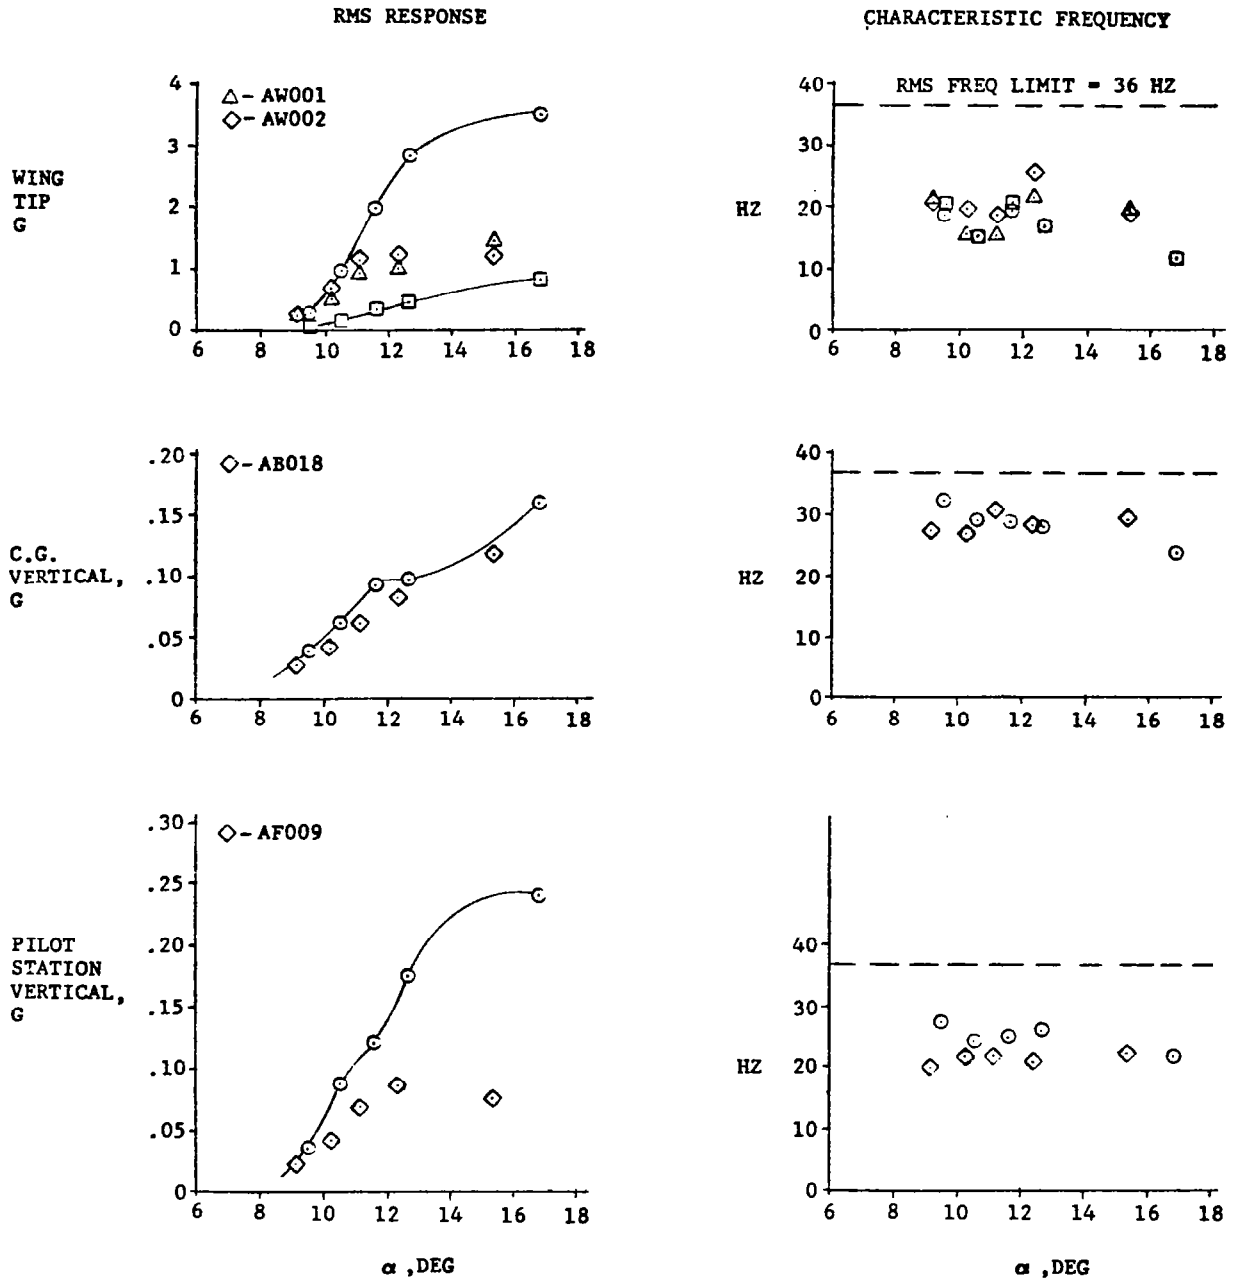 RMS RESPONSE
CHARACTERISTIC FREQUENCY
4
3
2
1
0
6 8 10 12 14 16 18
WING
TIP
G
△ - AW001
◇ - AW002
40
30
20
10
0
HZ
RMS FREQ LIMIT = 36 HZ
6 8 10 12 14 16 18
.20
.15
.10
.05
0
C.G.
VERTICAL,
G
◇ - AB018
6 8 10 12 14 16 18
40
30
20
10
0
HZ
6 8 10 12 14 16 18
.30
.25
.20
.15
.10
.05
0
PILOT
STATION
VERTICAL,
G
◇ - AF009
6 8 10 12 14 16 18
α ,DEG
40
30
20
10
0
HZ
6 8 10 12 14 16 18
α ,DEG